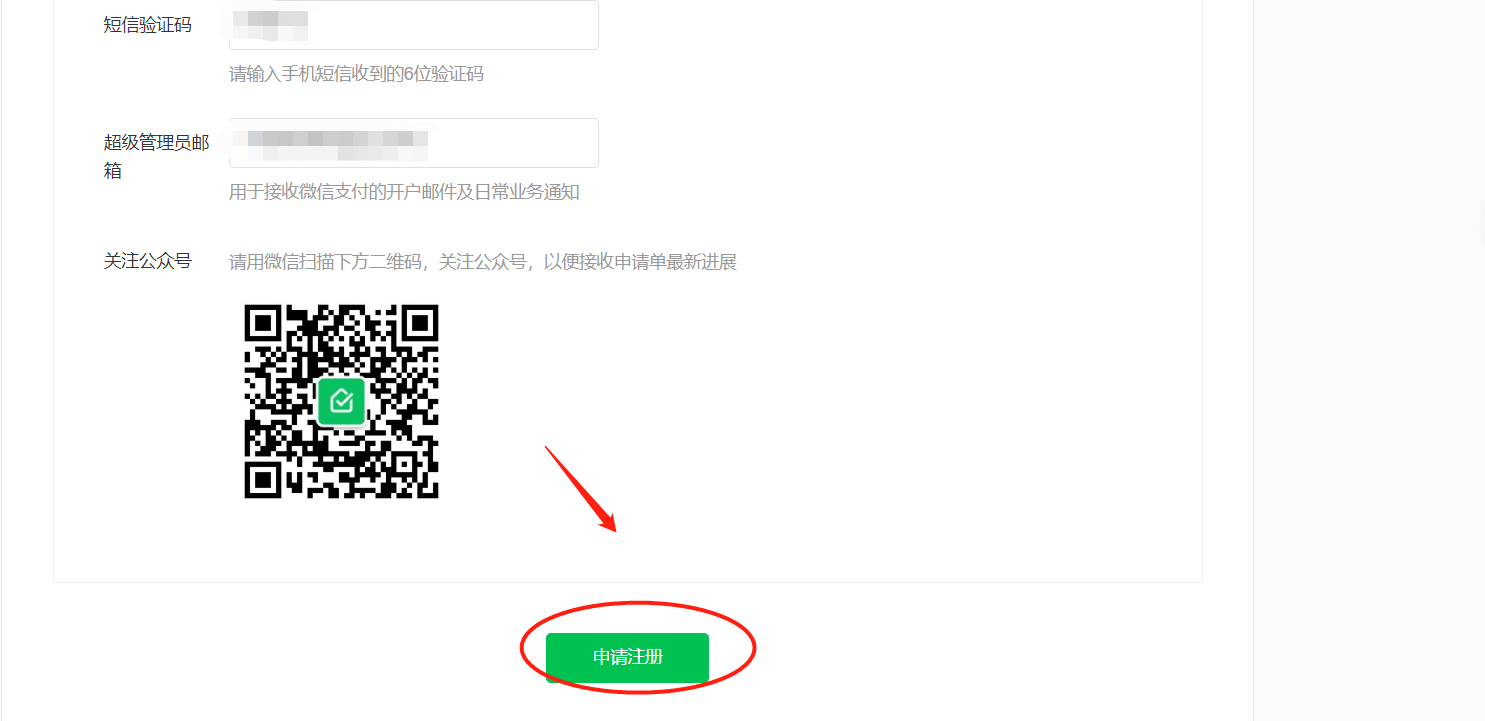 短信验证码
请输入手机短信收到的6位验证码
超级管理员邮
箱
用于接收微信支付的开户邮件及日常业务通知
关注公众号
请用微信扫描下方二维码，关注公众号，以便接收申请单最新进展
申请注册